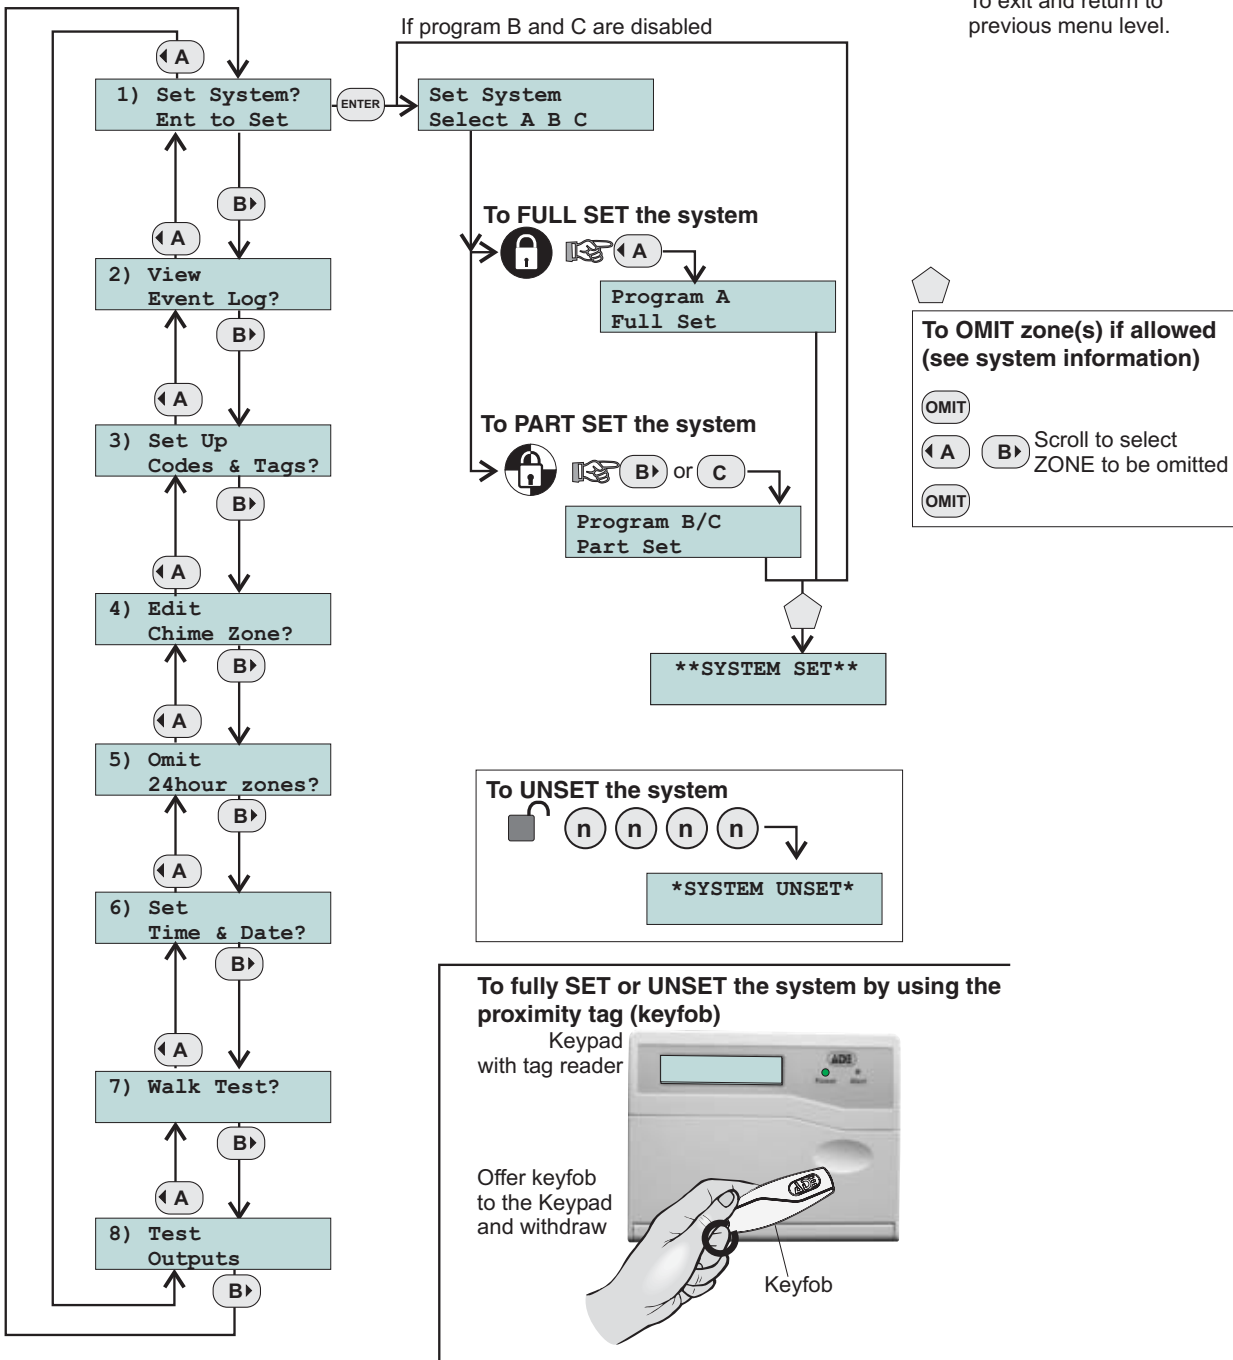 To exit and return to
previous menu level.
If program B and C are disabled
A
1) Set System?
Ent to Set
ENTER
Set System
Select A B C
B
A
To FULL SET the system
A
2) View
Event Log?
Program A
Full Set
B
A
To OMIT zone(s) if allowed
(see system information)
OMIT
A B Scroll to select
ZONE to be omitted
OMIT
3) Set Up
Codes & Tags?
To PART SET the system
B or C
B
Program B/C
Part Set
A
4) Edit
Chime Zone?
B
**SYSTEM SET**
A
5) Omit
24hour zones?
B
To UNSET the system
n n n n
*SYSTEM UNSET*
A
6) Set
Time & Date?
B
To fully SET or UNSET the system by using the
proximity tag (keyfob)
Keypad
with tag reader
ADE
Power
A
7) Walk Test?
B
Offer keyfob
to the Keypad
and withdraw
ADE
Keyfob
A
8) Test
Outputs
B